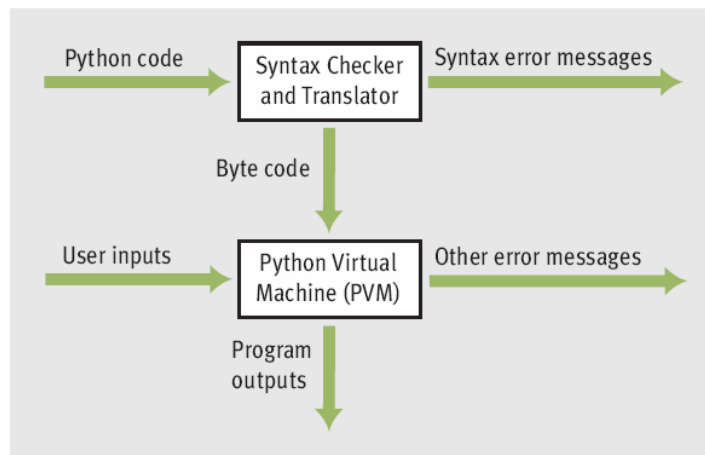 Python code
Syntax Checker
and Translator
Syntax error messages
Byte code
User inputs
Python Virtual
Machine (PVM)
Other error messages
Program
outputs